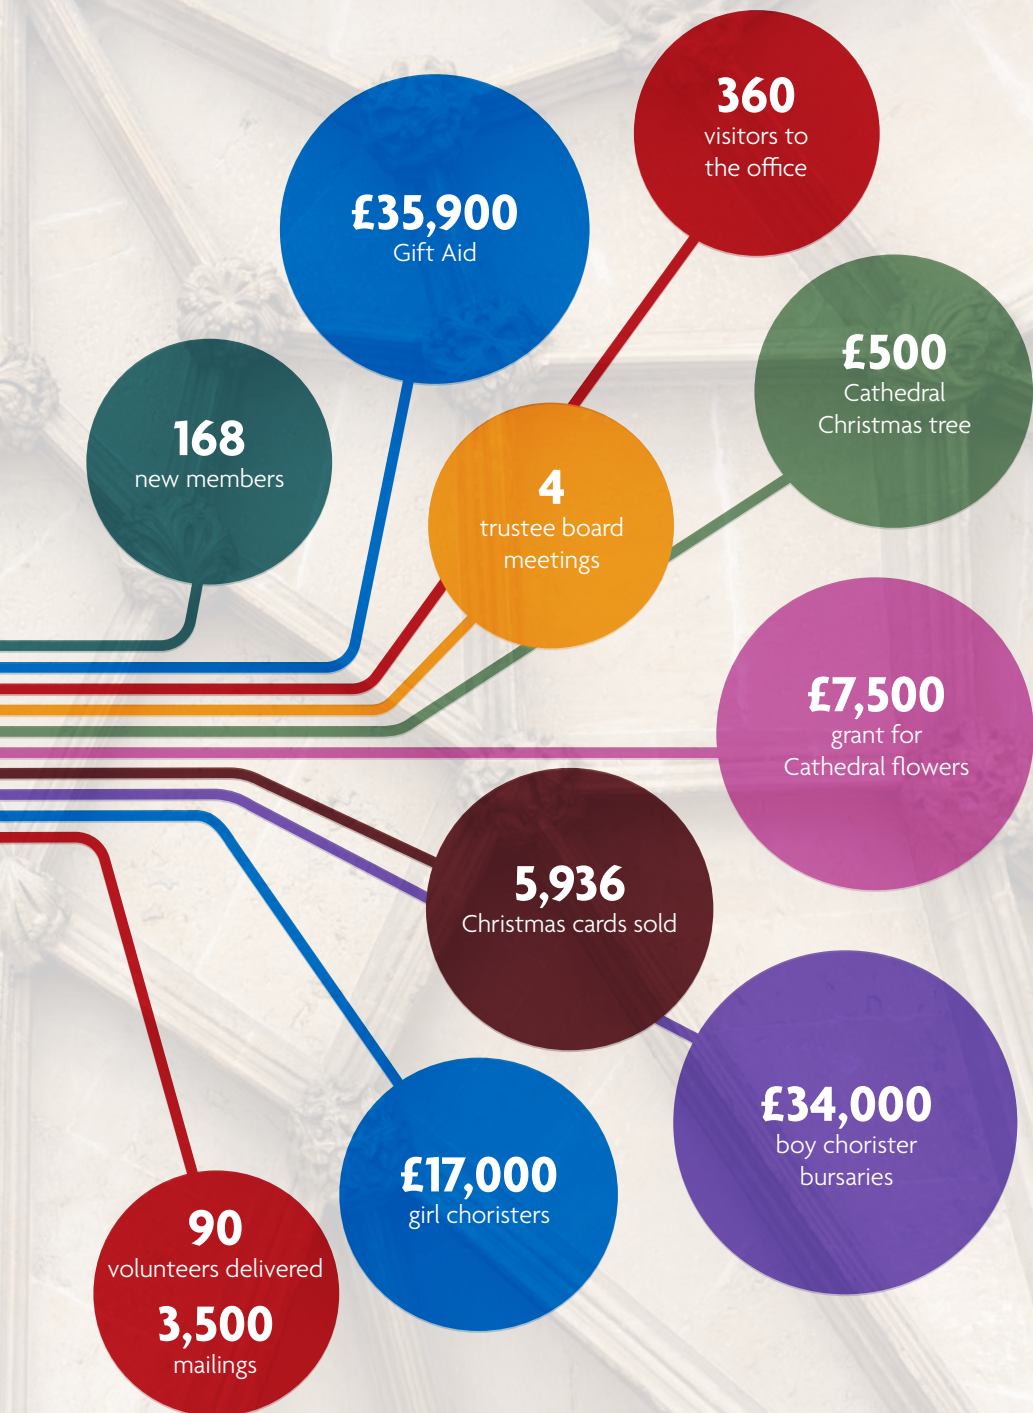 360
visitors to
the office
£35,900
Gift Aid
£500
Cathedral
Christmas tree
168
new members
4
trustee board
meetings
£7,500
grant for
Cathedral flowers
5,936
Christmas cards sold
£34,000
boy chorister
bursaries
£17,000
girl choristers
90
volunteers delivered
3,500
mailings